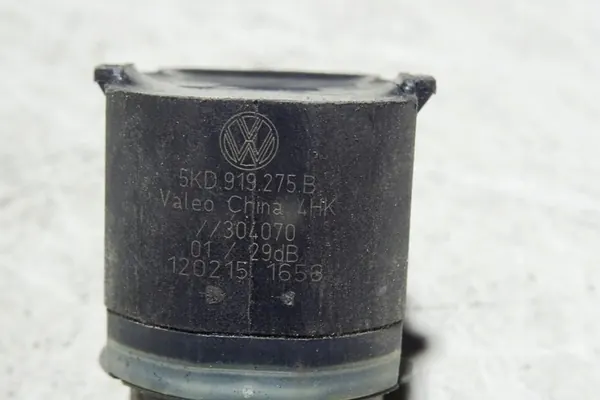 5KD.919.275.B
Valeo China 4HK
//304070
01 / 29dB
120215 1658